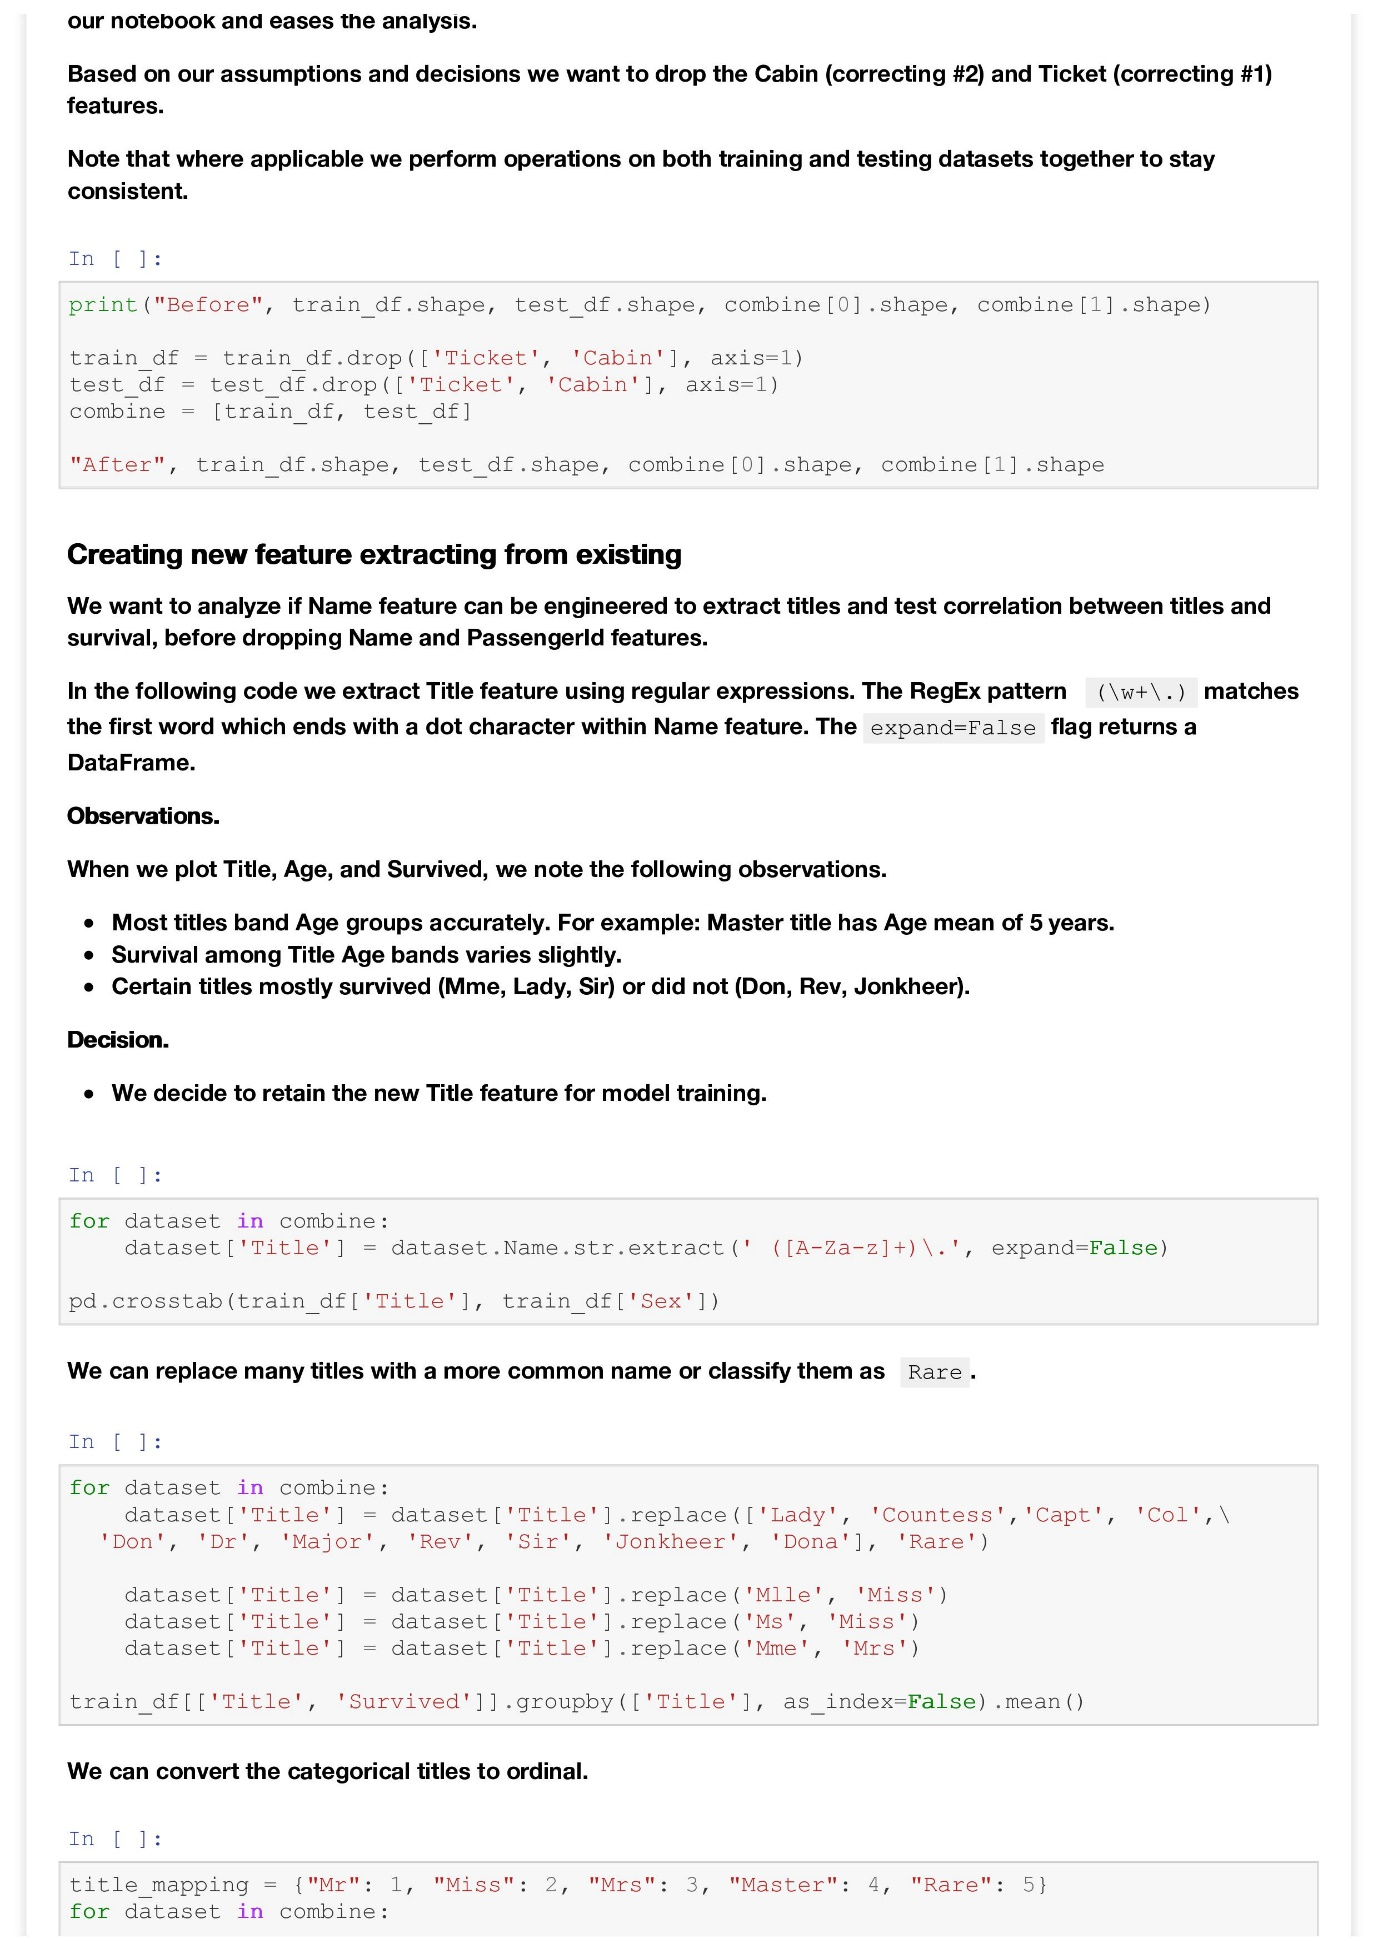 our notebook and eases the analysis.
Based on our assumptions and decisions we want to drop the Cabin (correcting #2) and Ticket (correcting #1)
features.
Note that where applicable we perform operations on both training and testing datasets together to stay
consistent.
In [ ]:
print("Before", train_df.shape, test_df.shape, combine[0].shape, combine[1].shape)
train_df = train_df.drop(['Ticket', 'Cabin'], axis=1)
test_df = test_df.drop(['Ticket', 'Cabin'], axis=1)
combine = [train_df, test_df]
"After", train_df.shape, test_df.shape, combine[0].shape, combine[1].shape
Creating new feature extracting from existing
We want to analyze if Name feature can be engineered to extract titles and test correlation between titles and
survival, before dropping Name and PassengerId features.
In the following code we extract Title feature using regular expressions. The RegEx pattern (\w+\.) matches
the first word which ends with a dot character within Name feature. The expand=False flag returns a
DataFrame.
Observations.
When we plot Title, Age, and Survived, we note the following observations.
• Most titles band Age groups accurately. For example: Master title has Age mean of 5 years.
• Survival among Title Age bands varies slightly.
• Certain titles mostly survived (Mme, Lady, Sir) or did not (Don, Rev, Jonkheer).
Decision.
• We decide to retain the new Title feature for model training.
In [ ]:
for dataset in combine:
    dataset['Title'] = dataset.Name.str.extract(' ([A-Za-z]+)\.', expand=False)
pd.crosstab(train_df['Title'], train_df['Sex'])
We can replace many titles with a more common name or classify them as Rare.
In [ ]:
for dataset in combine:
    dataset['Title'] = dataset['Title'].replace(['Lady', 'Countess','Capt', 'Col',\
  'Don', 'Dr', 'Major', 'Rev', 'Sir', 'Jonkheer', 'Dona'], 'Rare')
    dataset['Title'] = dataset['Title'].replace('Mlle', 'Miss')
    dataset['Title'] = dataset['Title'].replace('Ms', 'Miss')
    dataset['Title'] = dataset['Title'].replace('Mme', 'Mrs')
train_df[['Title', 'Survived']].groupby(['Title'], as_index=False).mean()
We can convert the categorical titles to ordinal.
In [ ]:
title_mapping = {"Mr": 1, "Miss": 2, "Mrs": 3, "Master": 4, "Rare": 5}
for dataset in combine: